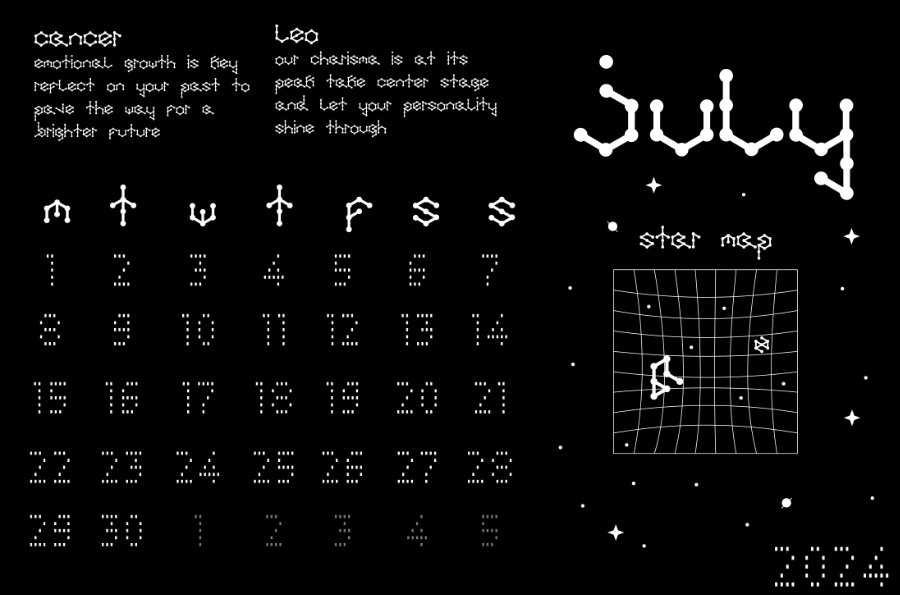 cancer
emotional growth is key
reflect on your past to
pave the way for a
brighter future
Leo
our charisma is at its
peak take center stage
and let your personality
shine through
July
m t w t f s s
1 2 3 4 5 6 7
8 9 10 11 12 13 14
15 16 17 18 19 20 21
22 23 24 25 26 27 28
29 30 1 2 3 4 5
star map
2024